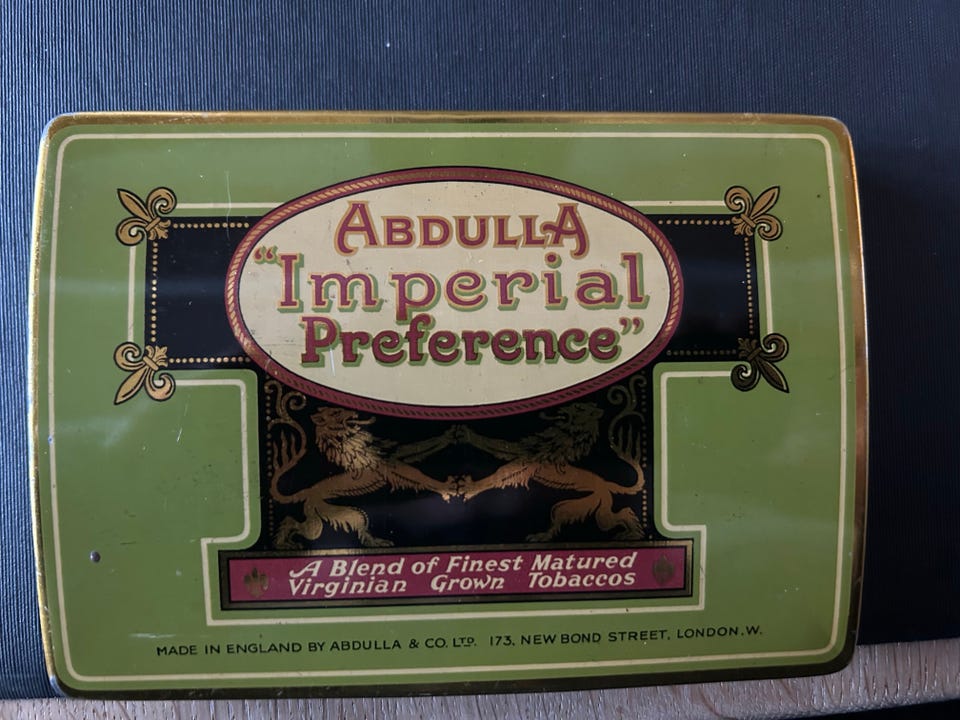 ABDULLA
"Imperial
Preference"
A Blend of Finest Matured
Virginian Grown Tobaccos
MADE IN ENGLAND BY ABDULLA & CO. LTD. 173, NEW BOND STREET, LONDON.W.